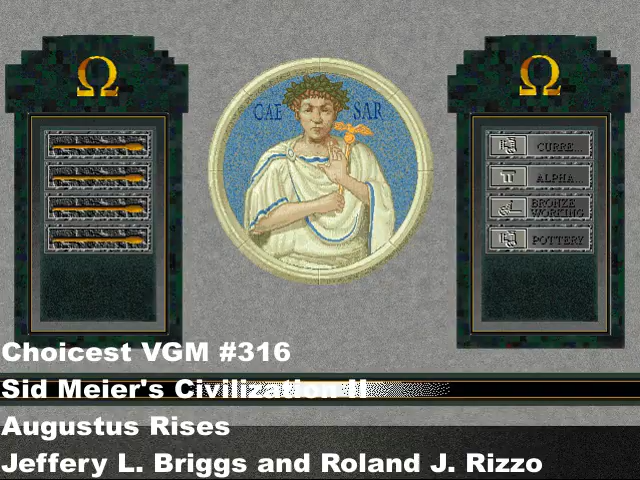 Ω
Ω
CAE SAR
CURRE...
ALPHA...
BRONZE
WORKING
POTTERY
Choicest VGM #316
Sid Meier's Civilization II
Augustus Rises
Jeffery L. Briggs and Roland J. Rizzo